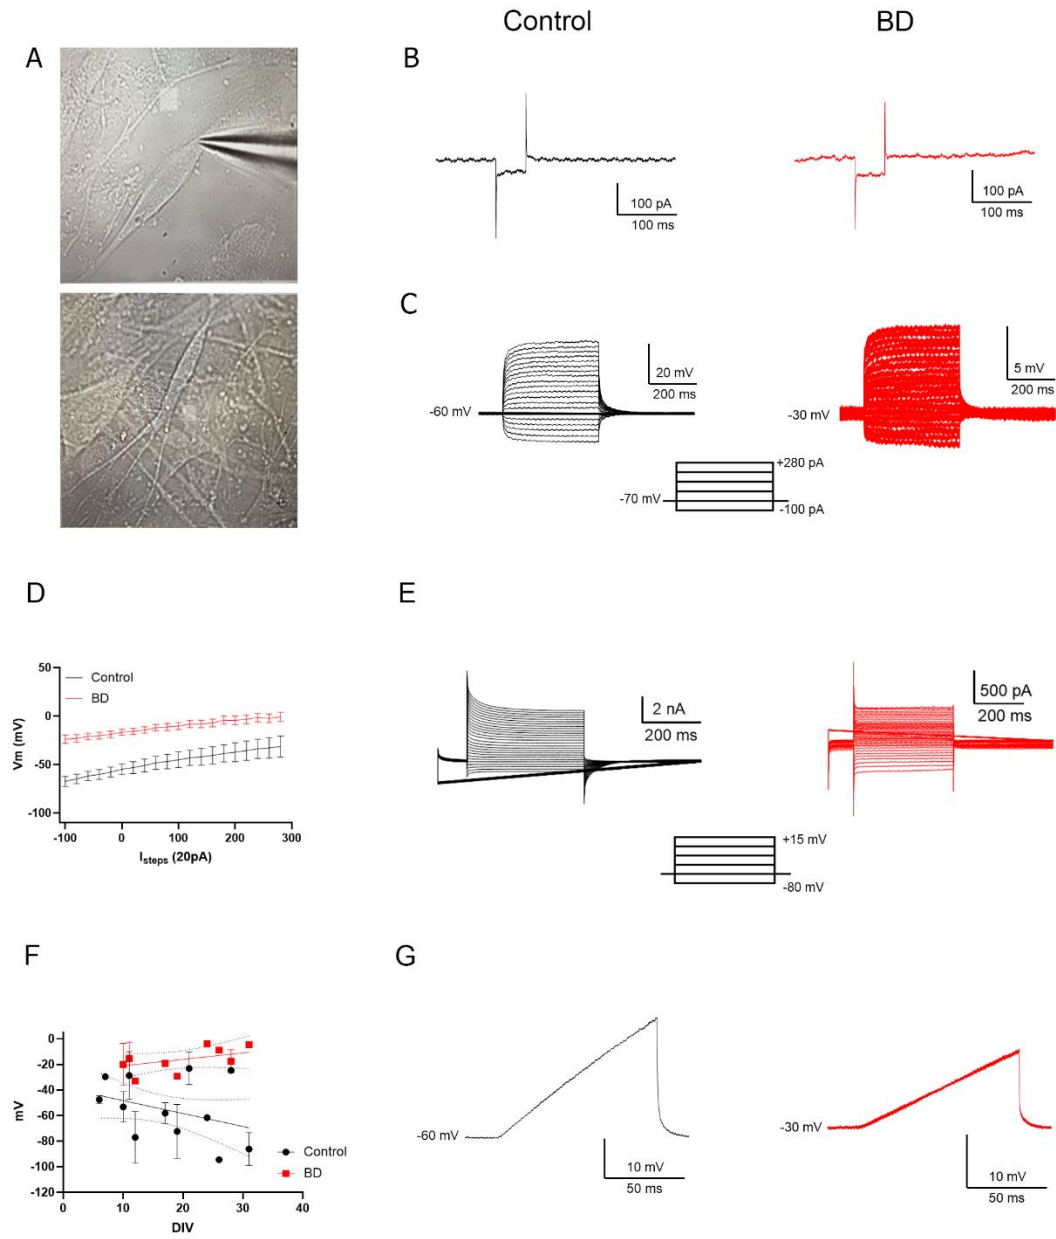 Control
BD
A
B
100 pA
100 ms
100 pA
100 ms
C
20 mV
200 ms
-60 mV
5 mV
200 ms
-30 mV
+280 pA
-70 mV
-100 pA
D
50
0
-50
-100
Vm (mV)
Control
BD
-100
0
100
200
300
Isteps (20pA)
E
2 nA
200 ms
500 pA
200 ms
+15 mV
-80 mV
F
0
-20
-40
-60
-80
-100
-120
mV
Control
BD
0
10
20
30
40
DIV
G
-60 mV
10 mV
50 ms
-30 mV
10 mV
50 ms